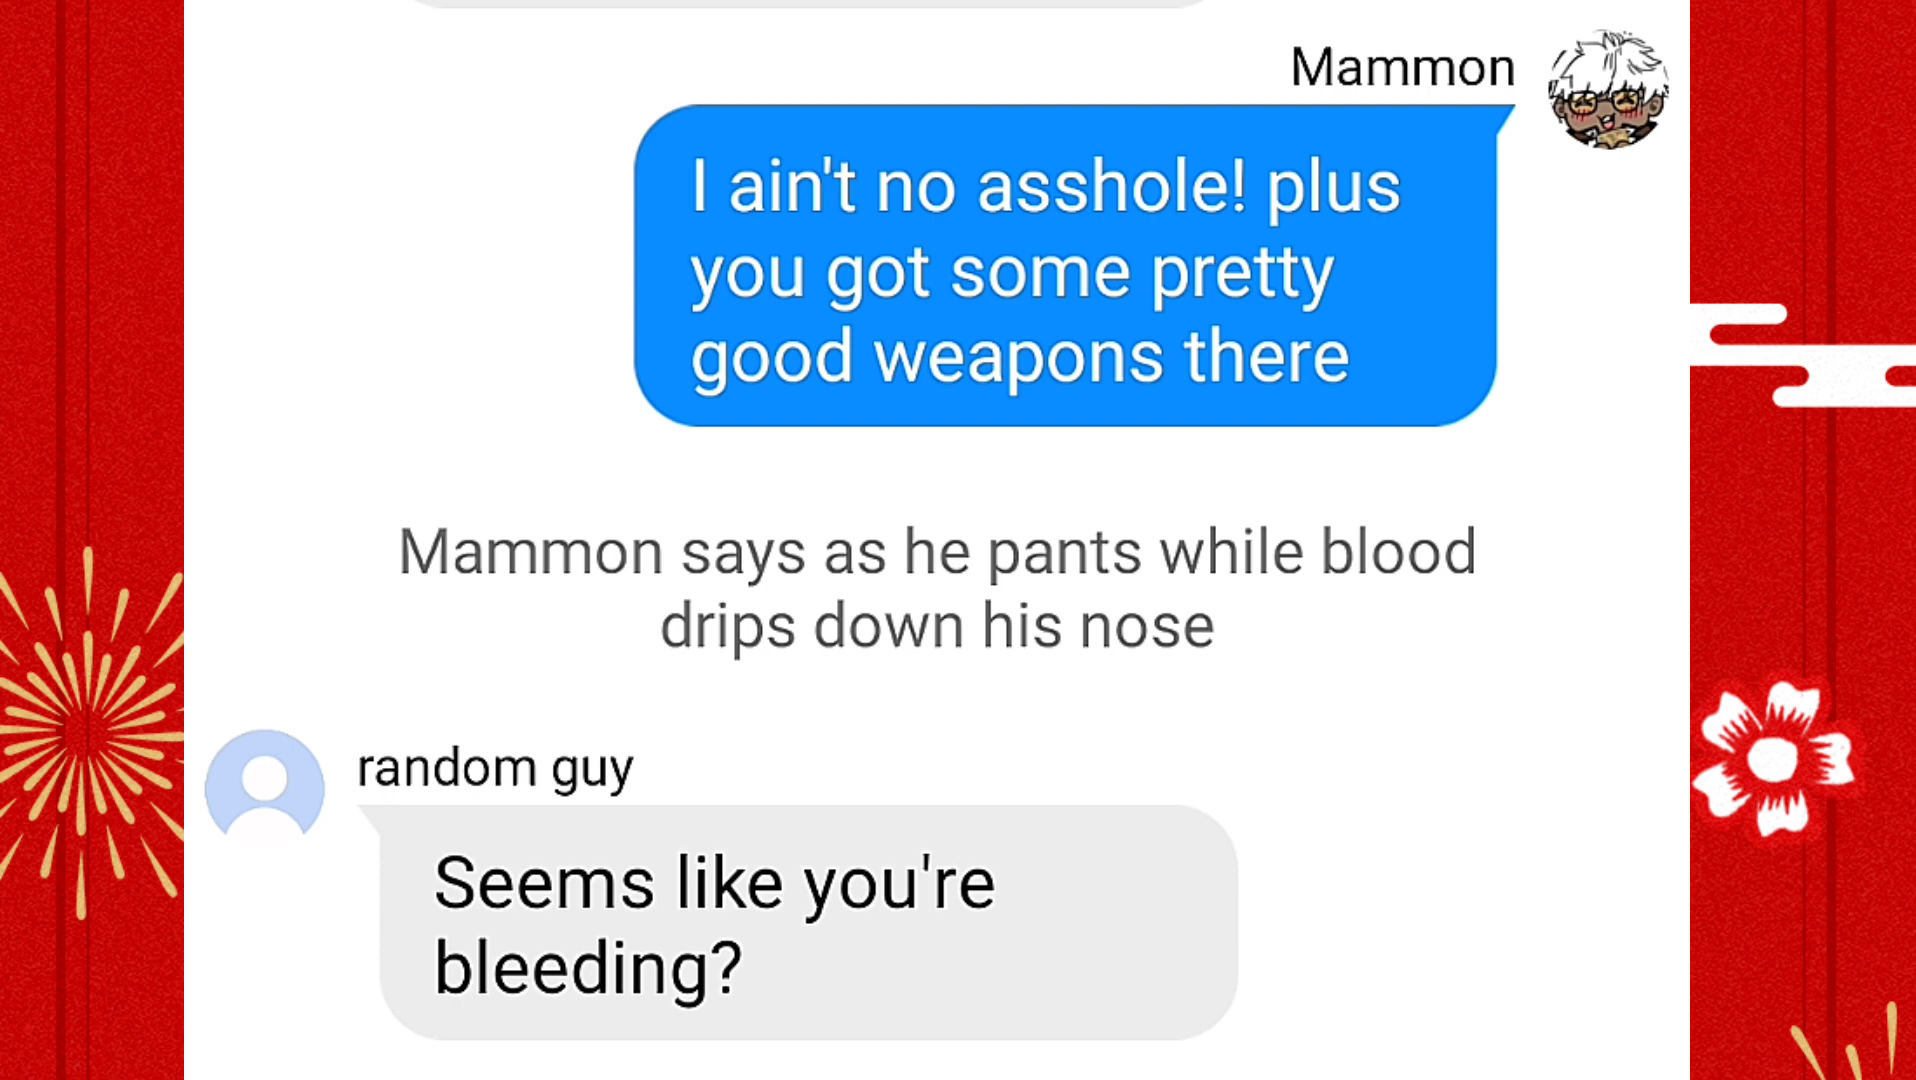 Mammon
I ain't no asshole! plus
you got some pretty
good weapons there
Mammon says as he pants while blood
drips down his nose
random guy
Seems like you're
bleeding?